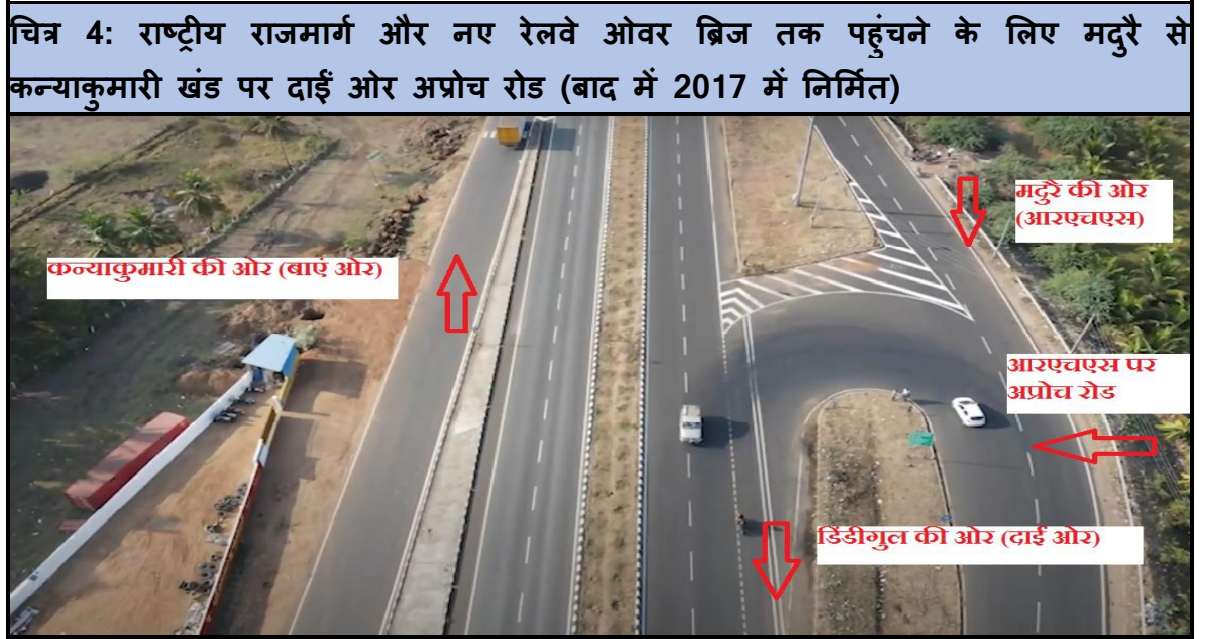 चित्र 4: राष्ट्रीय राजमार्ग और नए रेलवे ओवर ब्रिज तक पहुंचने के लिए मदुरै से
कन्याकुमारी खंड पर दाईं ओर अप्रोच रोड (बाद में 2017 में निर्मित)
मदुरै की ओर
(आरएचएस)
कन्याकुमारी की ओर (बाएं ओर)
आरएचएस पर
अप्रोच रोड
डिंडीगुल की ओर (दाईं ओर)